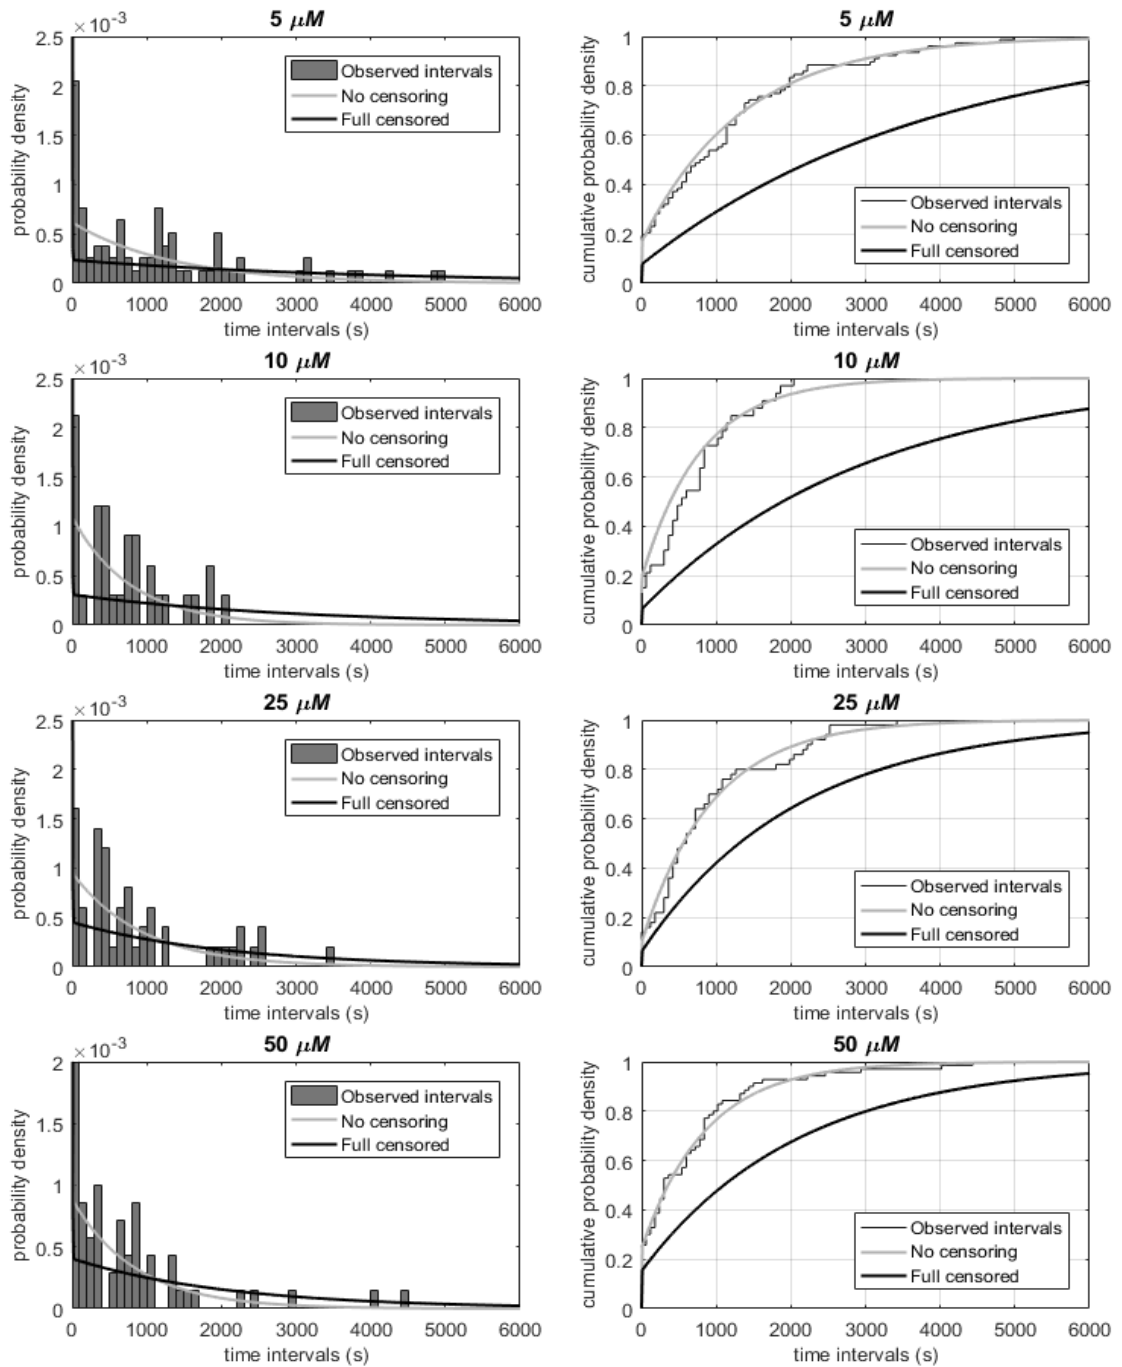 5 μM
×10-3
2.5
2
1.5
1
0.5
0
probability density
Observed intervals
No censoring
Full censored
0 1000 2000 3000 4000 5000 6000
time intervals (s)
5 μM
1
0.8
0.6
0.4
0.2
0
cumulative probability density
Observed intervals
No censoring
Full censored
0 1000 2000 3000 4000 5000 6000
time intervals (s)
10 μM
×10-3
2.5
2
1.5
1
0.5
0
probability density
Observed intervals
No censoring
Full censored
0 1000 2000 3000 4000 5000 6000
time intervals (s)
10 μM
1
0.8
0.6
0.4
0.2
0
cumulative probability density
Observed intervals
No censoring
Full censored
0 1000 2000 3000 4000 5000 6000
time intervals (s)
25 μM
×10-3
2.5
2
1.5
1
0.5
0
probability density
Observed intervals
No censoring
Full censored
0 1000 2000 3000 4000 5000 6000
time intervals (s)
25 μM
1
0.8
0.6
0.4
0.2
0
cumulative probability density
Observed intervals
No censoring
Full censored
0 1000 2000 3000 4000 5000 6000
time intervals (s)
50 μM
×10-3
2
1.5
1
0.5
0
probability density
Observed intervals
No censoring
Full censored
0 1000 2000 3000 4000 5000 6000
time intervals (s)
50 μM
1
0.8
0.6
0.4
0.2
0
cumulative probability density
Observed intervals
No censoring
Full censored
0 1000 2000 3000 4000 5000 6000
time intervals (s)